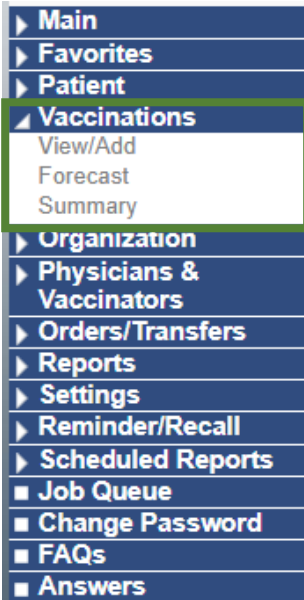 Main
Favorites
Patient
Vaccinations
View/Add
Forecast
Summary
Organization
Physicians &
Vaccinators
Orders/Transfers
Reports
Settings
Reminder/Recall
Scheduled Reports
Job Queue
Change Password
FAQs
Answers